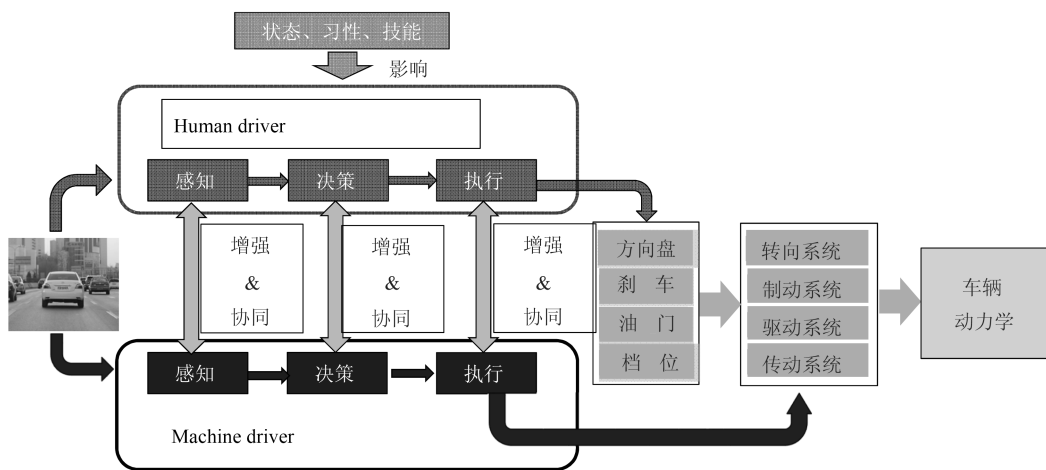 状态、习性、技能
影响
Human driver
感知
决策
执行
增强
&
协同
增强
&
协同
增强
&
协同
方向盘
刹 车
油 门
档 位
转向系统
制动系统
驱动系统
传动系统
车辆
动力学
感知
决策
执行
Machine driver